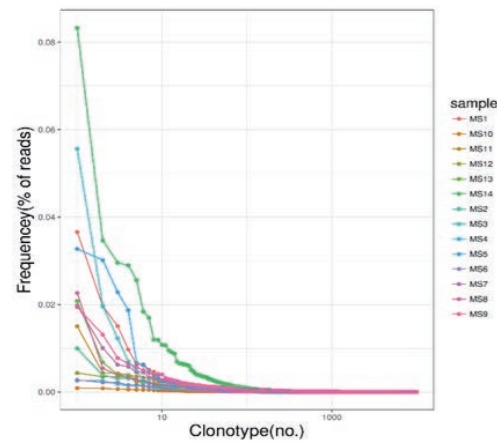 0.08
0.06
0.04
0.02
0.00
Frequencey(% of reads)
10
1000
Clonotype(no.)
sample
MS1
MS10
MS11
MS12
MS13
MS14
MS2
MS3
MS4
MS5
MS6
MS7
MS8
MS9